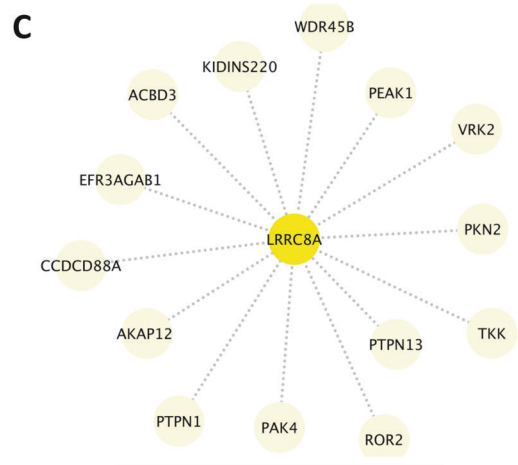 C
WDR45B
KIDINS220
ACBD3
PEAK1
VRK2
EFR3AGAB1
LRRC8A
PKN2
CCDCD88A
AKAP12
PTPN13
TKK
PTPN1
PAK4
ROR2